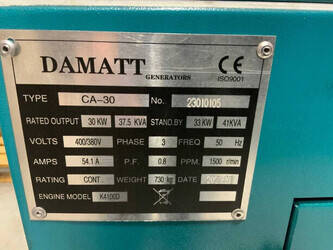 DAMATT CE
GENERATORS ISO9001
TYPE CA-30 No. 23010105
RATED OUTPUT 30 KW 37.5 KVA STAND.BY 33 KW 41KVA
VOLTS 400/380V PHASE 3 FREQ 50 Hz
AMPS 54.1 A P.F. 0.8 PPM. 1500 r/min
RATING CONT. WEIGHT 730 kg DATE
ENGINE MODEL K4100D